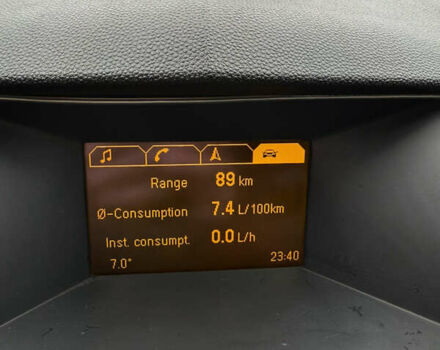 Range 89 km
Ø-Consumption 7.4 L/100km
Inst. consumpt. 0.0 L/h
7.0° 23:40